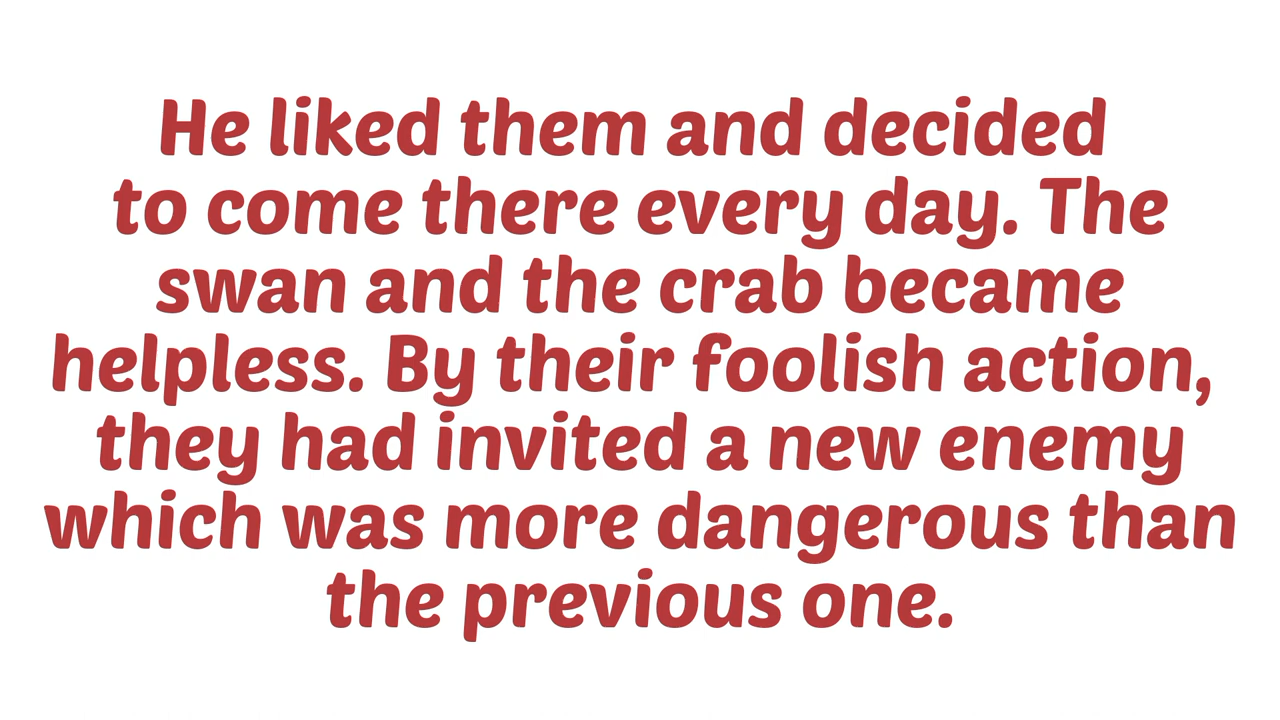 He liked them and decided
to come there every day. The
swan and the crab became
helpless. By their foolish action,
they had invited a new enemy
which was more dangerous than
the previous one.